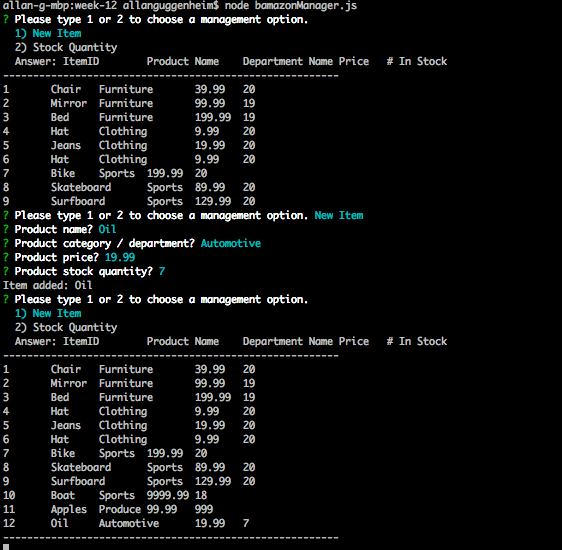 allan-g-mbp:week-12 allanguggenheim$ node bamazonManager.js
? Please type 1 or 2 to choose a management option.
1) New Item
2) Stock Quantity
Answer: ItemID Product Name Department Name Price # In Stock
--------------------------------------------------------
1 Chair Furniture 39.99 20
2 Mirror Furniture 99.99 19
3 Bed Furniture 199.99 19
4 Hat Clothing 9.99 20
5 Jeans Clothing 19.99 20
6 Hat Clothing 9.99 20
7 Bike Sports 199.99 20
8 Skateboard Sports 89.99 20
9 Surfboard Sports 129.99 20
? Please type 1 or 2 to choose a management option. New Item
? Product name? Oil
? Product category / department? Automotive
? Product price? 19.99
? Product stock quantity? 7
Item added: Oil
? Please type 1 or 2 to choose a management option.
1) New Item
2) Stock Quantity
Answer: ItemID Product Name Department Name Price # In Stock
--------------------------------------------------------
1 Chair Furniture 39.99 20
2 Mirror Furniture 99.99 19
3 Bed Furniture 199.99 19
4 Hat Clothing 9.99 20
5 Jeans Clothing 19.99 20
6 Hat Clothing 9.99 20
7 Bike Sports 199.99 20
8 Skateboard Sports 89.99 20
9 Surfboard Sports 129.99 20
10 Boat Sports 9999.99 18
11 Apples Produce 99.99 999
12 Oil Automotive 19.99 7
--------------------------------------------------------